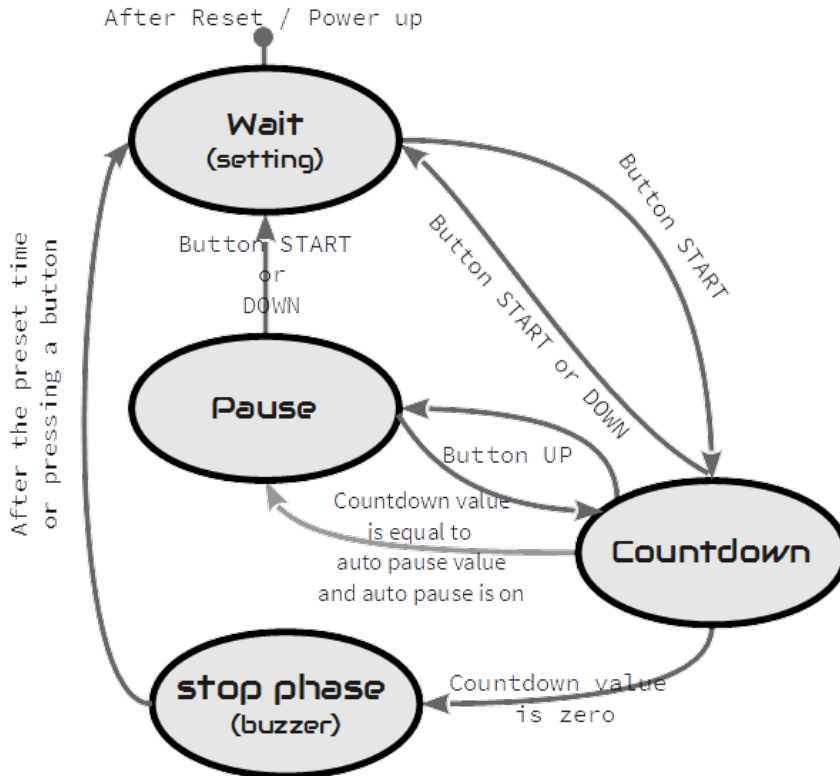 After Reset / Power up
Wait
(setting)
Button START
Button START or DOWN
Button START
or
DOWN
After the preset time
or pressing a button
Pause
Button UP
Countdown value
is equal to
auto pause value
and auto pause is on
Countdown
stop phase
(buzzer)
Countdown value
is zero